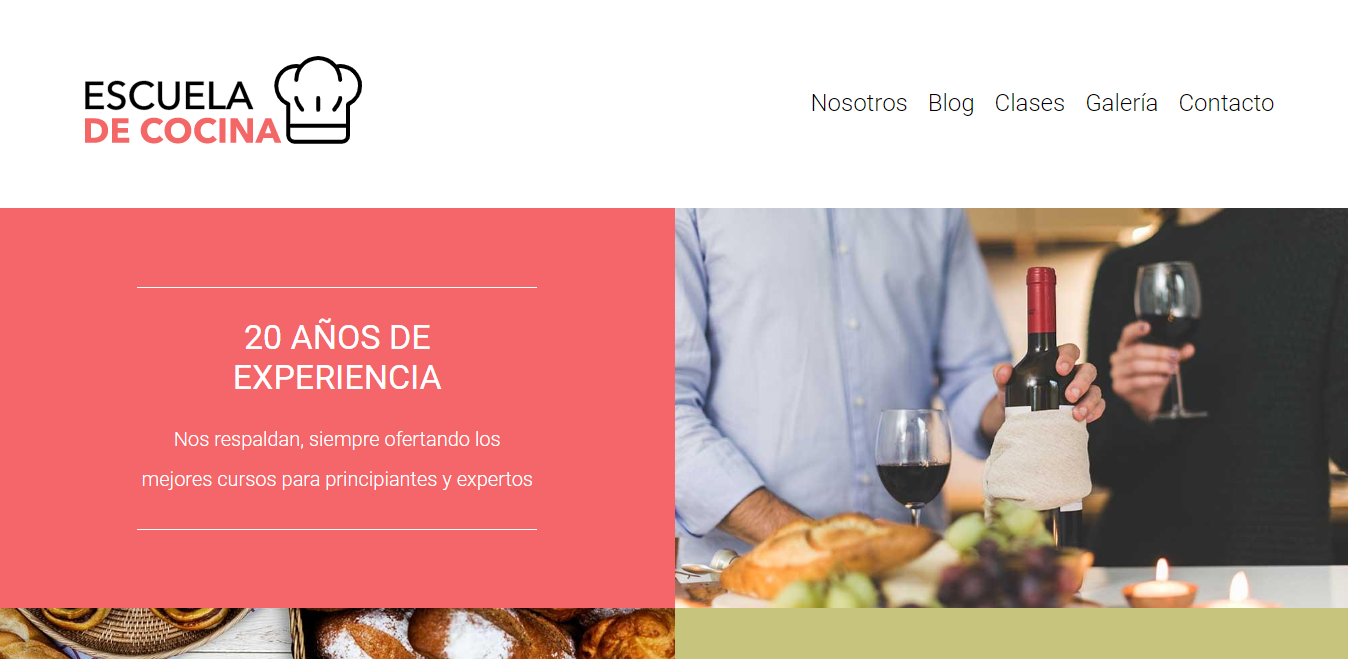 ESCUELA
DE COCINA
Nosotros Blog Clases Galería Contacto
20 AÑOS DE
EXPERIENCIA
Nos respaldan, siempre ofertando los
mejores cursos para principiantes y expertos